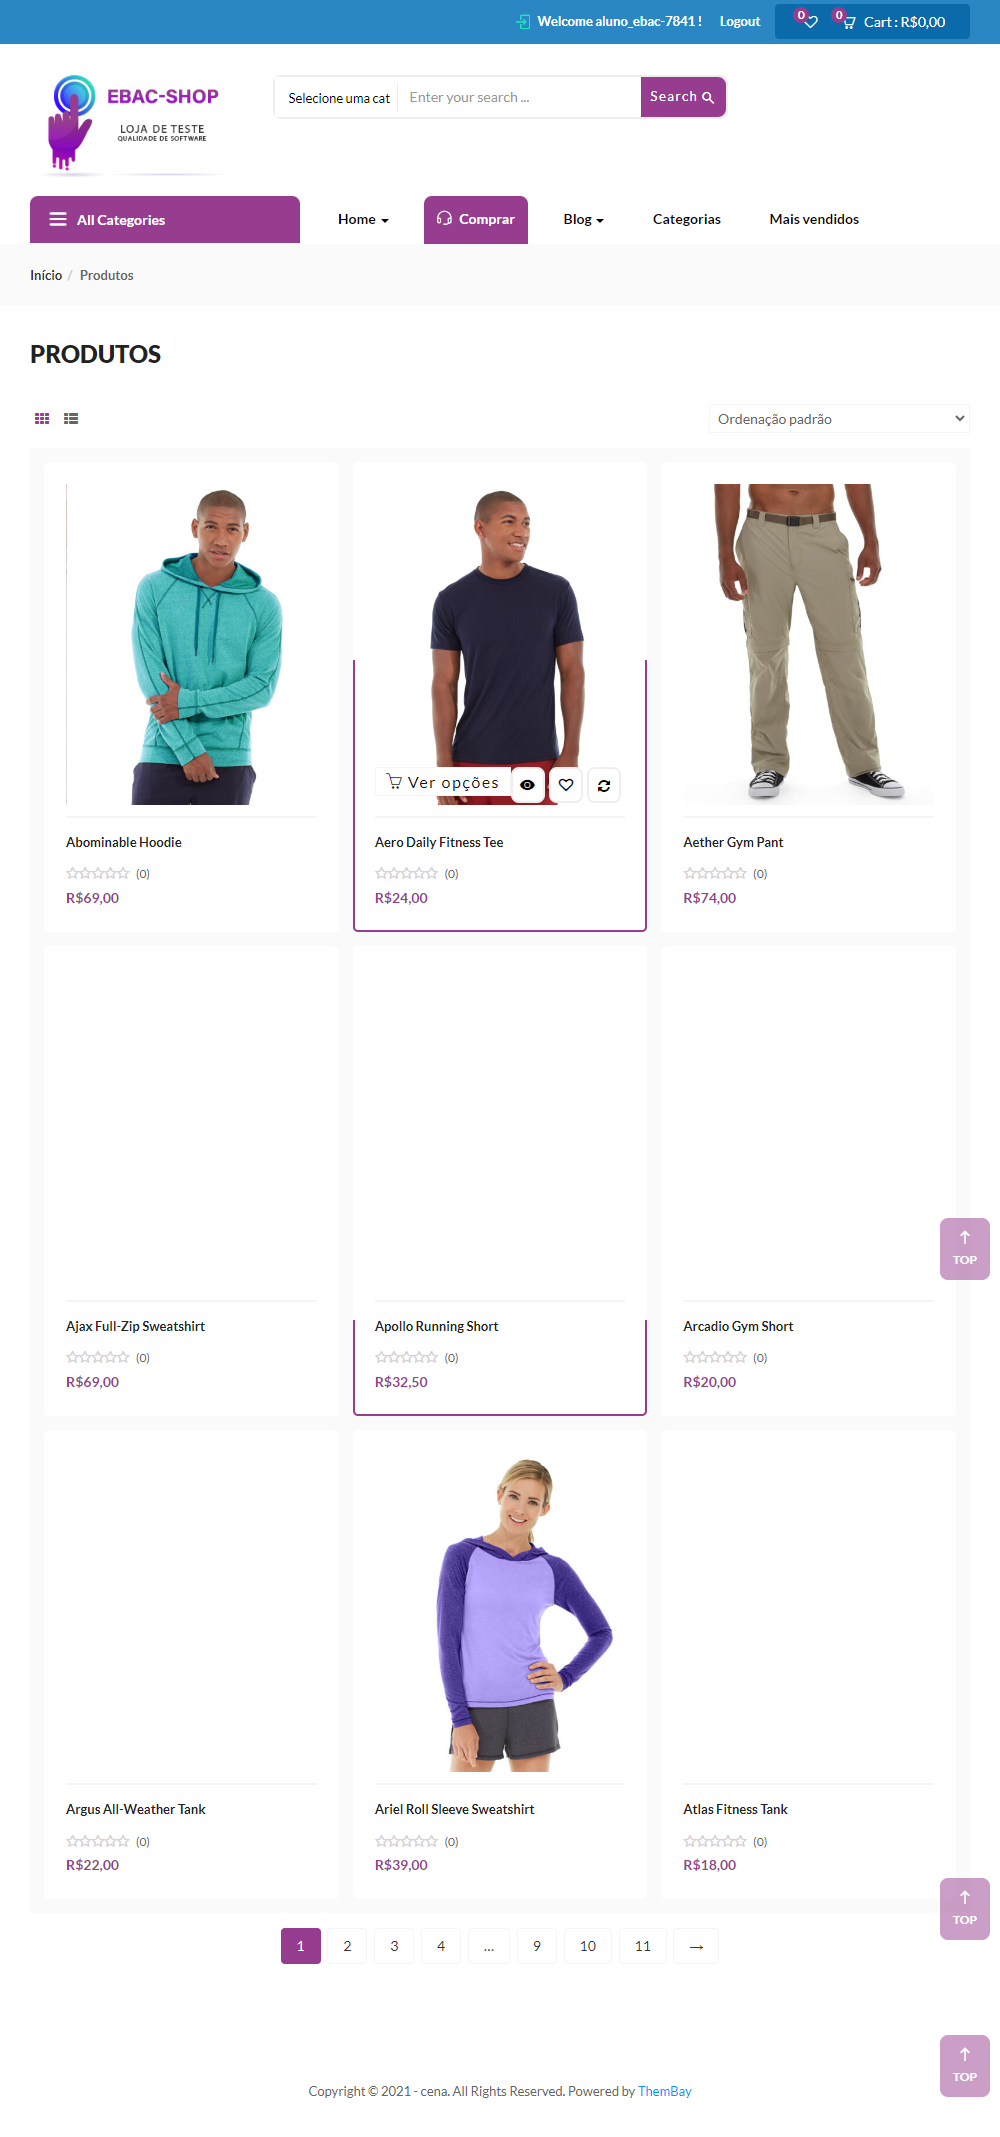 Welcome aluno_ebac-7841 ! Logout 0 0 Cart : R$0,00
EBAC-SHOP
LOJA DE TESTE
QUALIDADE DE SOFTWARE
Selecione uma cat Enter your search ... Search
All Categories Home Comprar Blog Categorias Mais vendidos
Início / Produtos
PRODUTOS
Ordenação padrão
Ver opções
Abominable Hoodie Aero Daily Fitness Tee Aether Gym Pant
(0) (0) (0)
R$69,00 R$24,00 R$74,00
TOP
Ajax Full-Zip Sweatshirt Apollo Running Short Arcadio Gym Short
(0) (0) (0)
R$69,00 R$32,50 R$20,00
Argus All-Weather Tank Ariel Roll Sleeve Sweatshirt Atlas Fitness Tank
(0) (0) (0)
R$22,00 R$39,00 R$18,00
TOP
1 2 3 4 … 9 10 11 →
TOP
Copyright © 2021 - cena. All Rights Reserved. Powered by ThemBay